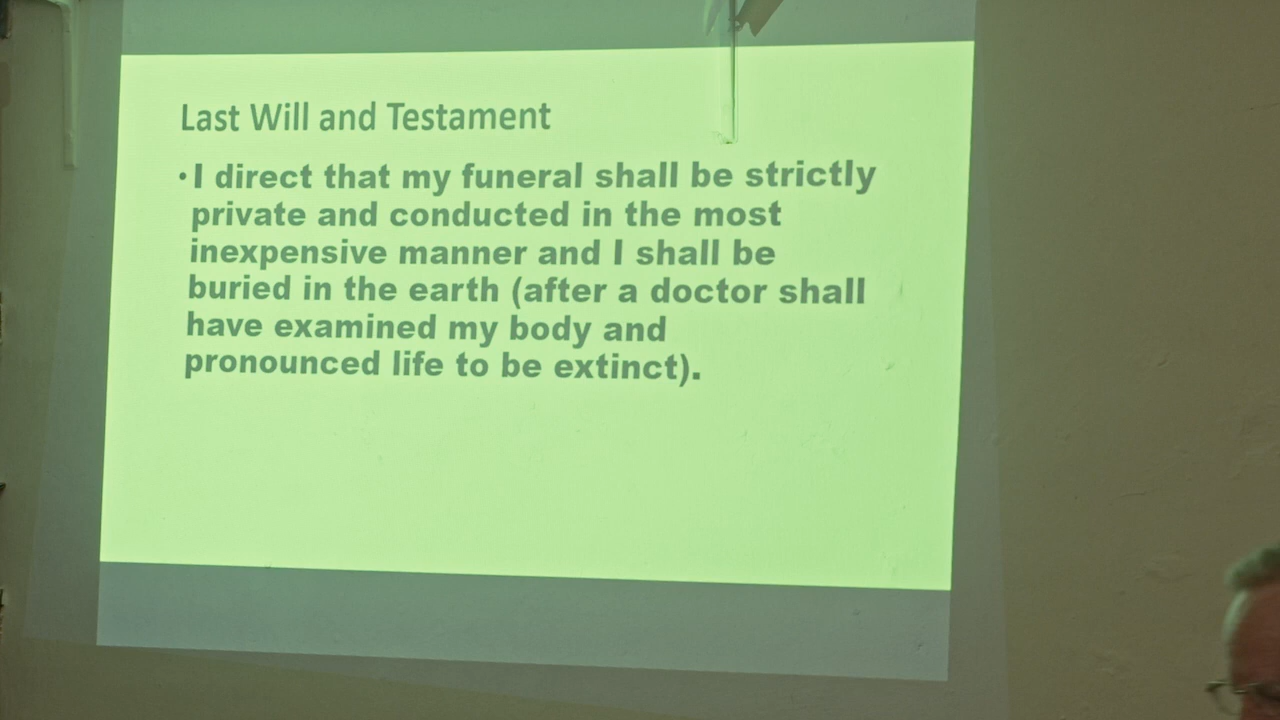 Last Will and Testament
• I direct that my funeral shall be strictly
private and conducted in the most
inexpensive manner and I shall be
buried in the earth (after a doctor shall
have examined my body and
pronounced life to be extinct).